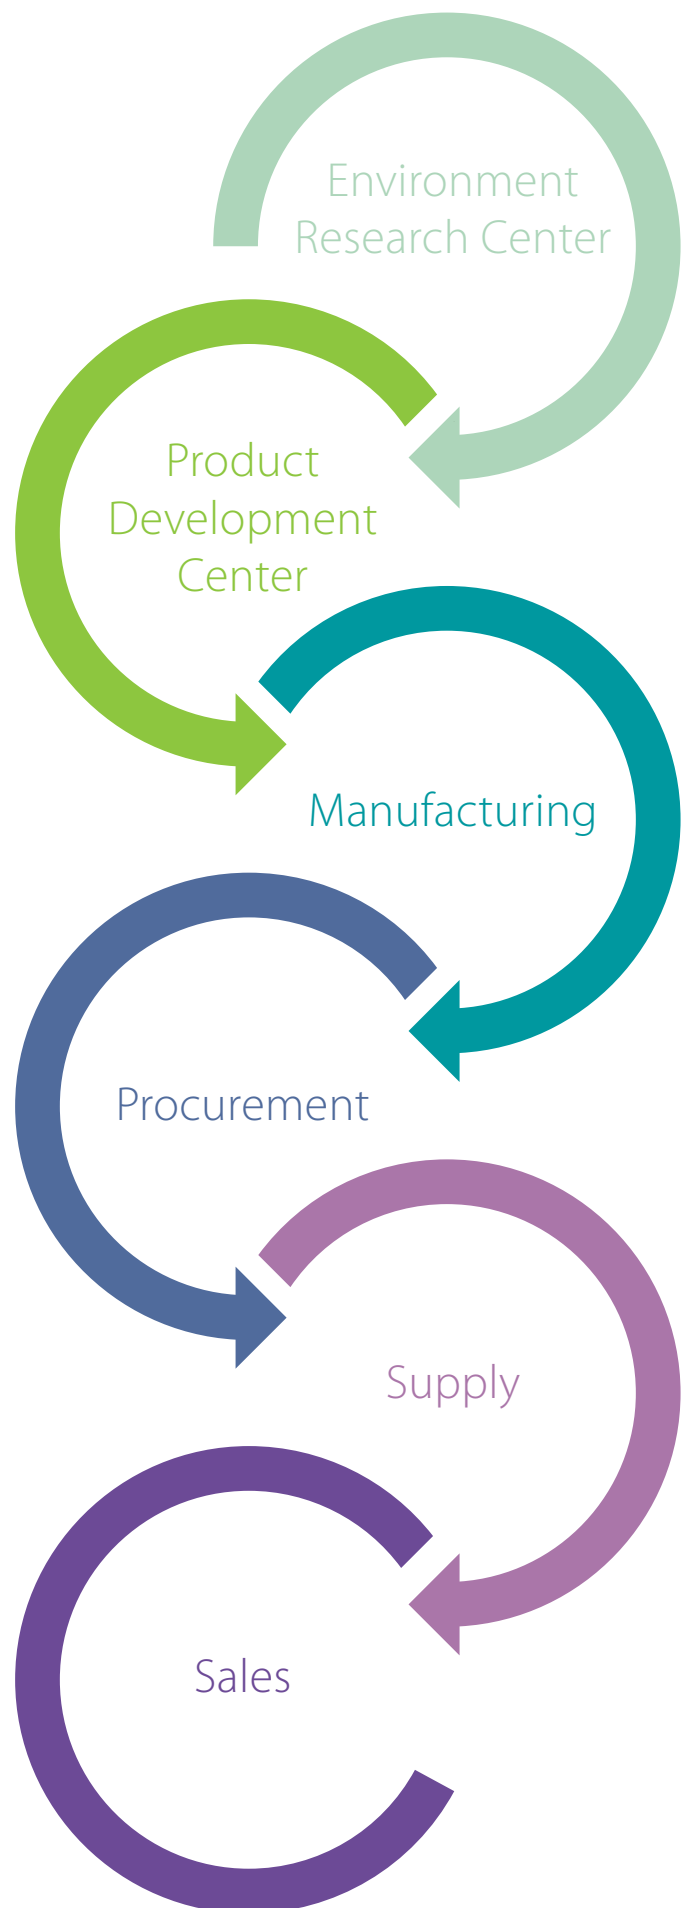 Environment
Research Center
Product
Development
Center
Manufacturing
Procurement
Supply
Sales